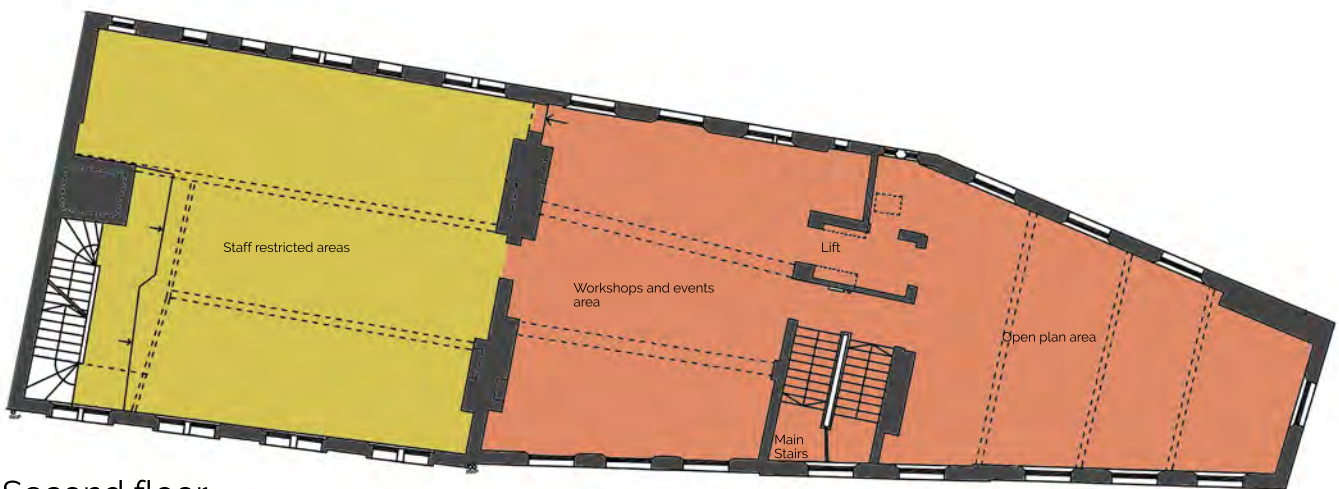 Staff restricted areas
Lift
Workshops and events
area
Open plan area
Main
Stairs
Second floor